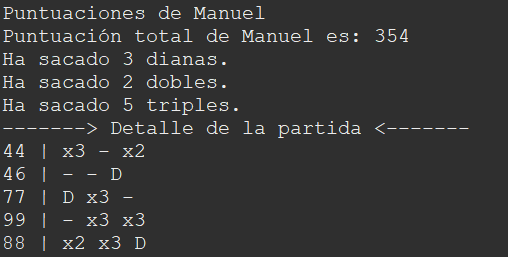 Puntuaciones de Manuel
Puntuación total de Manuel es: 354
Ha sacado 3 dianas.
Ha sacado 2 dobles.
Ha sacado 5 triples.
-------> Detalle de la partida <-------
44 | x3 - x2
46 | - - D
77 | D x3 -
99 | - x3 x3
88 | x2 x3 D